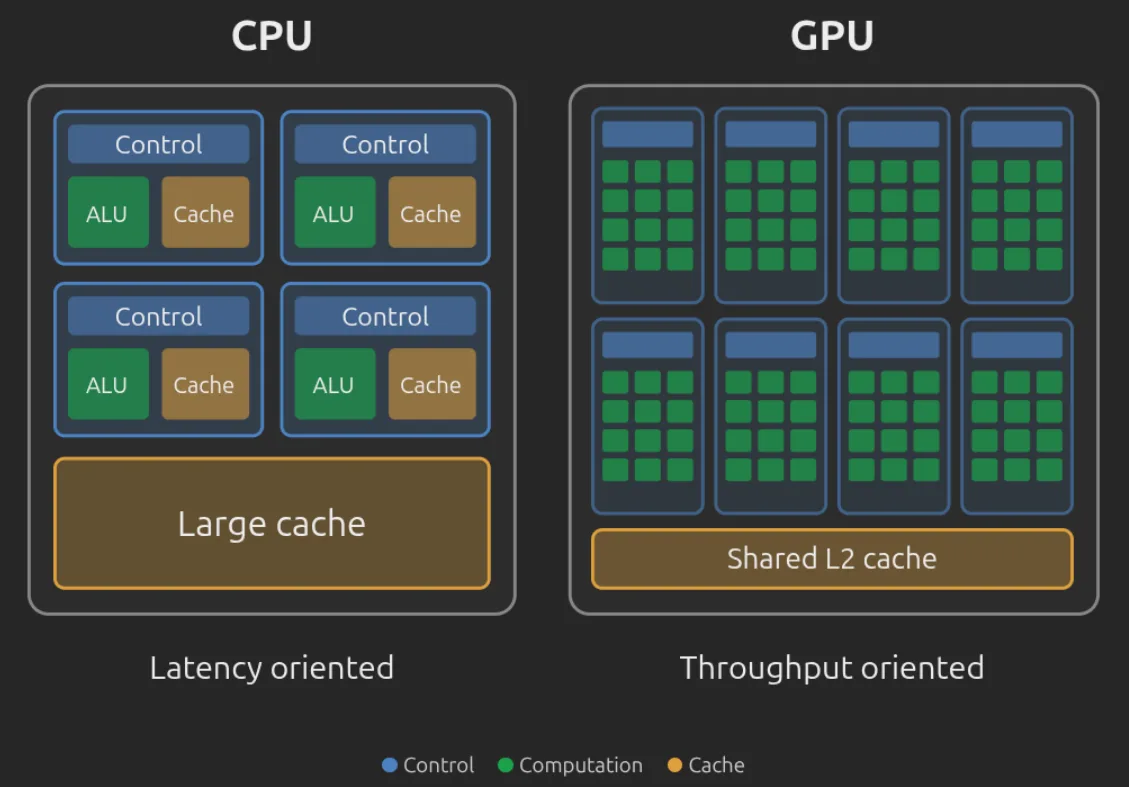 CPU
GPU
Control
Control
ALU
Cache
ALU
Cache
Control
Control
ALU
Cache
ALU
Cache
Large cache
Shared L2 cache
Latency oriented
Throughput oriented
Control
Computation
Cache